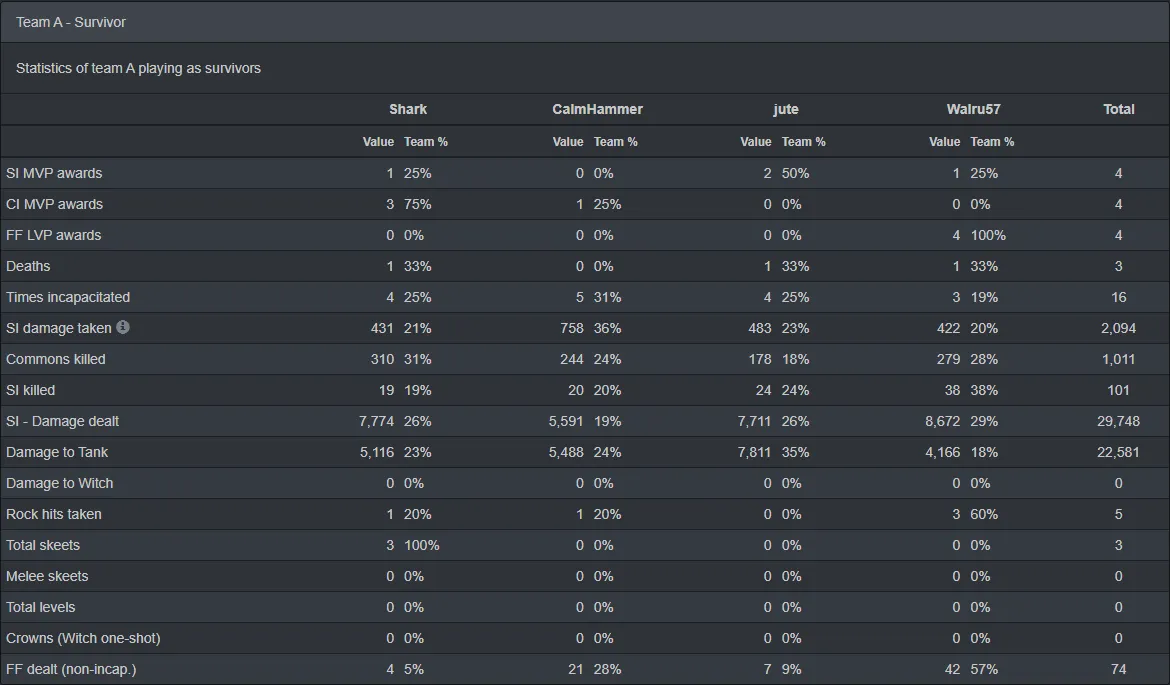 Team A - Survivor
Statistics of team A playing as survivors
Shark CalmHammer jute Walru57 Total
Value Team % Value Team % Value Team % Value Team %
SI MVP awards 1 25% 0 0% 2 50% 1 25% 4
CI MVP awards 3 75% 1 25% 0 0% 0 0% 4
FF LVP awards 0 0% 0 0% 0 0% 4 100% 4
Deaths 1 33% 0 0% 1 33% 1 33% 3
Times incapacitated 4 25% 5 31% 4 25% 3 19% 16
SI damage taken 431 21% 758 36% 483 23% 422 20% 2,094
Commons killed 310 31% 244 24% 178 18% 279 28% 1,011
SI killed 19 19% 20 20% 24 24% 38 38% 101
SI - Damage dealt 7,774 26% 5,591 19% 7,711 26% 8,672 29% 29,748
Damage to Tank 5,116 23% 5,488 24% 7,811 35% 4,166 18% 22,581
Damage to Witch 0 0% 0 0% 0 0% 0 0% 0
Rock hits taken 1 20% 1 20% 0 0% 3 60% 5
Total skeets 3 100% 0 0% 0 0% 0 0% 3
Melee skeets 0 0% 0 0% 0 0% 0 0% 0
Total levels 0 0% 0 0% 0 0% 0 0% 0
Crowns (Witch one-shot) 0 0% 0 0% 0 0% 0 0% 0
FF dealt (non-incap.) 4 5% 21 28% 7 9% 42 57% 74